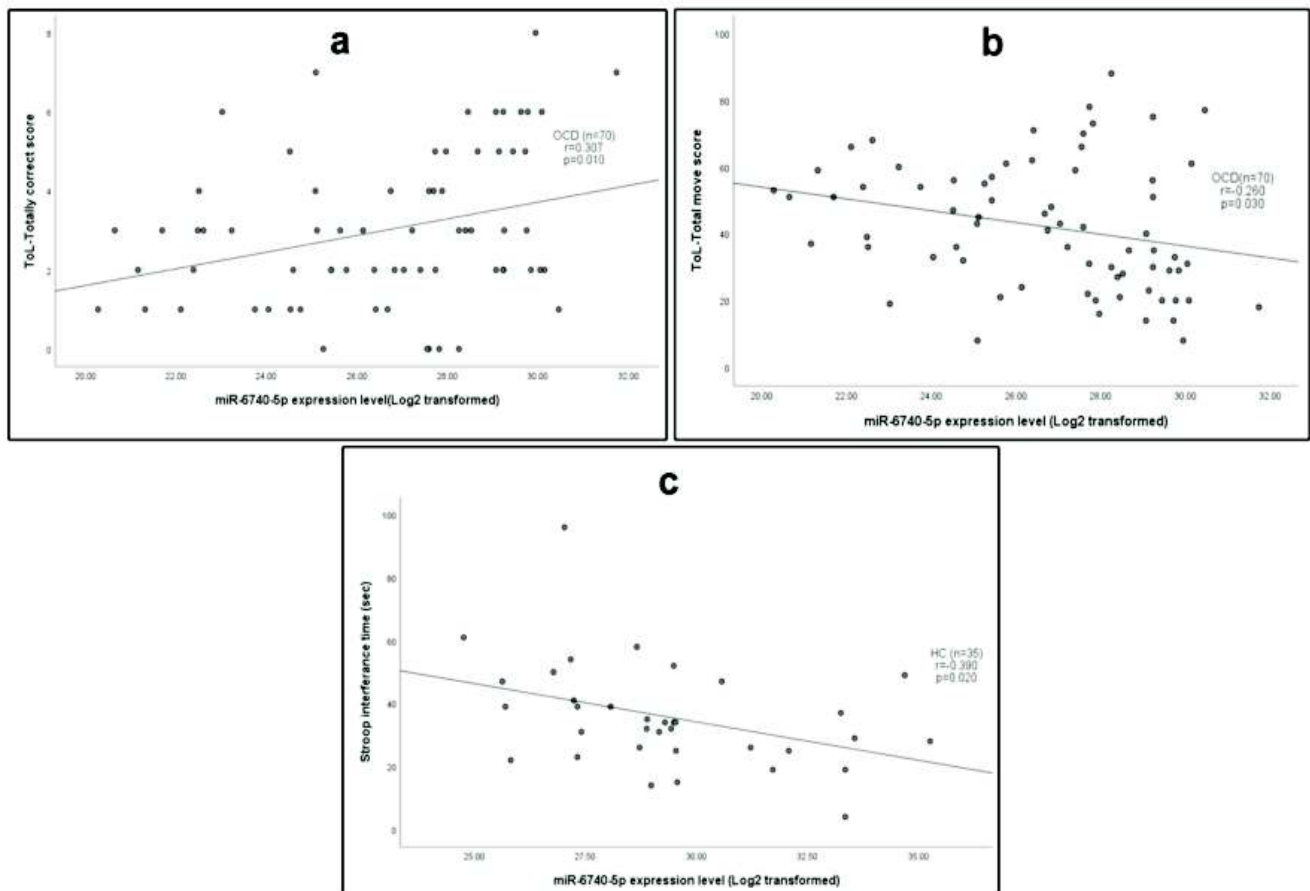 a
8
6
4
2
0
ToL-Totally correct score
OCD (n=70)
r=0.307
p=0.010
20.00 22.00 24.00 26.00 28.00 30.00 32.00
miR-6740-5p expression level(Log2 transformed)
b
100
80
60
40
20
0
ToL-Total move score
OCD(n=70)
r=-0.260
p=0.030
20.00 22.00 24.00 26.00 28.00 30.00 32.00
miR-6740-5p expression level (Log2 transformed)
c
100
80
60
40
20
0
Stroop interferance time (sec)
HC (n=35)
r=-0.390
p=0.020
25.00 27.50 30.00 32.50 35.00
miR-6740-5p expression level (Log2 transformed)